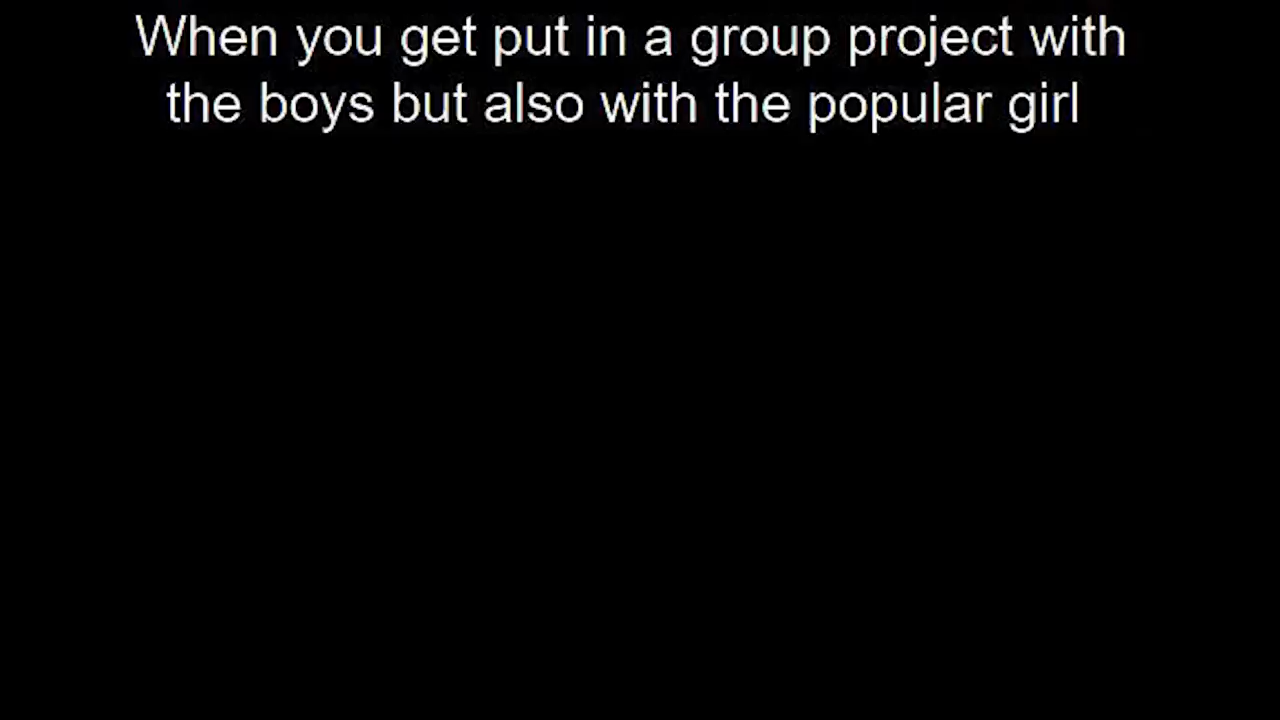 When you get put in a group project with
the boys but also with the popular girl